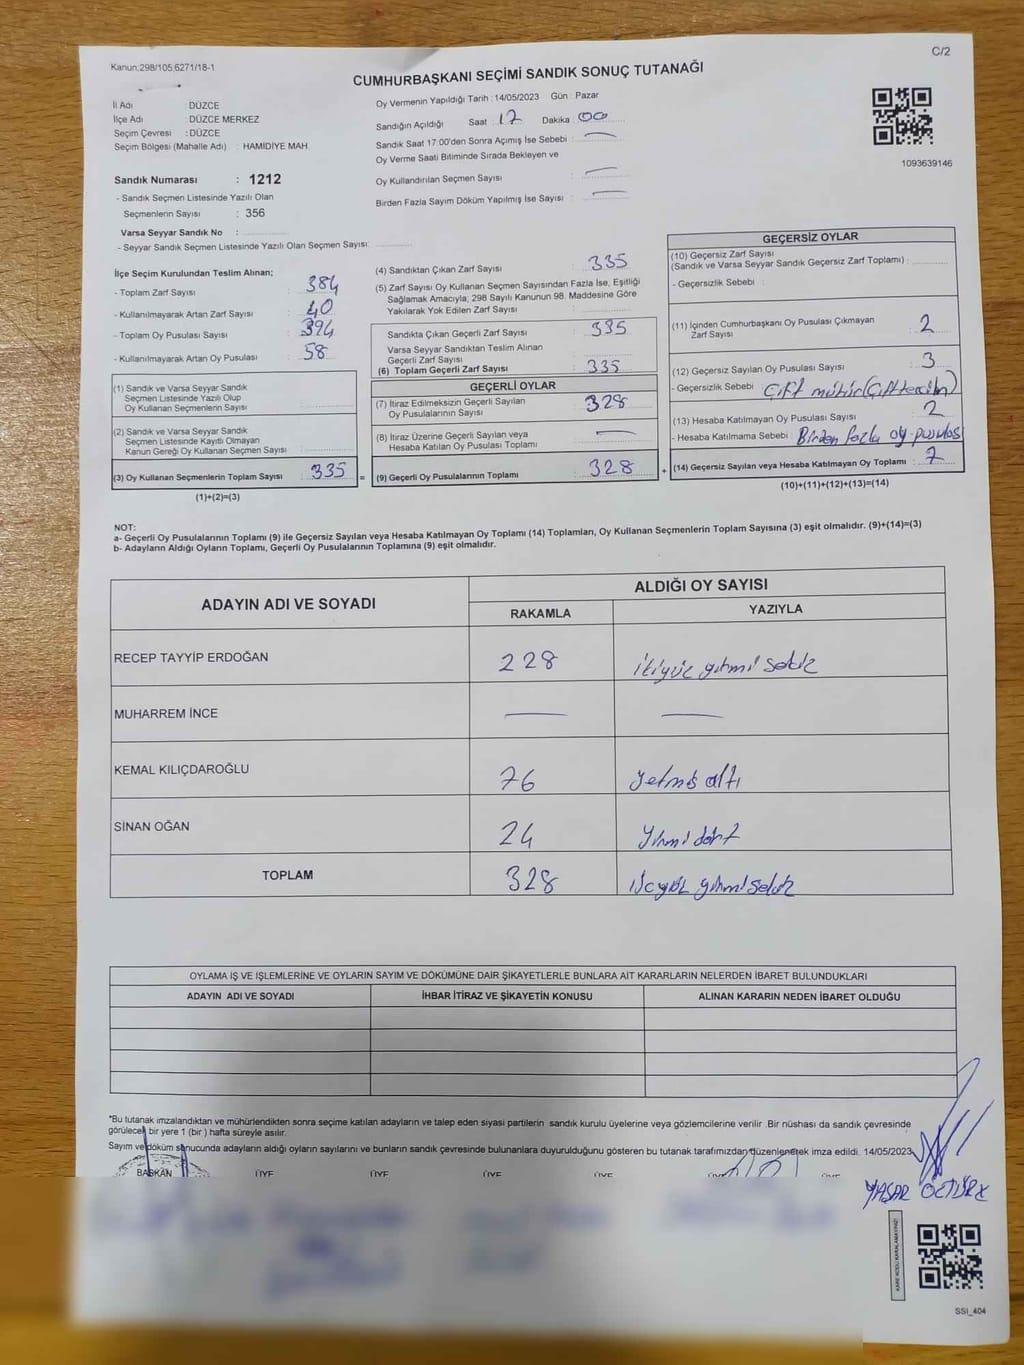 Kanun;298/105,6271/18-1
C/2
CUMHURBAŞKANI SEÇİMİ SANDIK SONUÇ TUTANAĞI
İl Adı DÜZCE
İlçe Adı DÜZCE MERKEZ
Seçim Çevresi : DÜZCE
Seçim Bölgesi (Mahalle Adı) : HAMİDİYE MAH.
Sandık Numarası : 1212
- Sandık Seçmen Listesinde Yazılı Olan
Seçmenlerin Sayısı : 356
Varsa Seyyar Sandık No :
- Seyyar Sandık Seçmen Listesinde Yazılı Olan Seçmen Sayısı:
Oy Vermenin Yapıldığı Tarih : 14/05/2023 Gün : Pazar
Sandığın Açıldığı Saat : 17 Dakika : 00
Sandık Saat 17:00'den Sonra Açımış İse Sebebi : —
Oy Verme Saati Bitiminde Sırada Bekleyen ve
Oy Kullandırılan Seçmen Sayısı : —
Birden Fazla Sayım Döküm Yapılmış İse Sayısı : —
1093639146
İlçe Seçim Kurulundan Teslim Alınan;
- Toplam Zarf Sayısı : 384
- Kullanılmayarak Artan Zarf Sayısı : 40
- Toplam Oy Pusulası Sayısı : 394
- Kullanılmayarak Artan Oy Pusulası : 58
(1) Sandık ve Varsa Seyyar Sandık
Seçmen Listesinde Yazılı Olup
Oy Kullanan Seçmenlerin Sayısı :
(2) Sandık ve Varsa Seyyar Sandık
Seçmen Listesinde Kayıtlı Olmayan
Kanun Gereği Oy Kullanan Seçmen Sayısı :
(3) Oy Kullanan Seçmenlerin Toplam Sayısı : 335 =
(1)+(2)=(3)
(4) Sandıktan Çıkan Zarf Sayısı : 335
(5) Zarf Sayısı Oy Kullanan Seçmen Sayısından Fazla İse, Eşitliği
Sağlamak Amacıyla; 298 Sayılı Kanunun 98. Maddesine Göre
Yakılarak Yok Edilen Zarf Sayısı :
Sandıkta Çıkan Geçerli Zarf Sayısı : 335
Varsa Seyyar Sandıktan Teslim Alınan
Geçerli Zarf Sayısı :
(6) Toplam Geçerli Zarf Sayısı : 335
GEÇERLİ OYLAR
(7) İtiraz Edilmeksizin Geçerli Sayılan
Oy Pusulalarının Sayısı : 328
(8) İtiraz Üzerine Geçerli Sayılan veya
Hesaba Katılan Oy Pusulası Toplamı : —
(9) Geçerli Oy Pusulalarının Toplamı : 328 +
GEÇERSİZ OYLAR
(10) Geçersiz Zarf Sayısı
(Sandık ve Varsa Seyyar Sandık Geçersiz Zarf Toplamı) :
- Geçersizlik Sebebi :
(11) İçinden Cumhurbaşkanı Oy Pusulası Çıkmayan
Zarf Sayısı : 2
(12) Geçersiz Sayılan Oy Pusulası Sayısı : 3
- Geçersizlik Sebebi : Çift mühür(Çift tercih)
(13) Hesaba Katılmayan Oy Pusulası Sayısı : 2
- Hesaba Katılmama Sebebi : Birden fazla oy pusulası
(14) Geçersiz Sayılan veya Hesaba Katılmayan Oy Toplamı : 7
(10)+(11)+(12)+(13)=(14)
NOT:
a- Geçerli Oy Pusulalarının Toplamı (9) ile Geçersiz Sayılan veya Hesaba Katılmayan Oy Toplamı (14) Toplamları, Oy Kullanan Seçmenlerin Toplam Sayısına (3) eşit olmalıdır. (9)+(14)=(3)
b- Adayların Aldığı Oyların Toplamı, Geçerli Oy Pusulalarının Toplamına (9) eşit olmalıdır.
ADAYIN ADI VE SOYADI ALDIĞI OY SAYISI
RAKAMLA YAZIYLA
RECEP TAYYİP ERDOĞAN 228 ikiyüz yirmi sekiz
MUHARREM İNCE — —
KEMAL KILIÇDAROĞLU 76 yetmiş altı
SİNAN OĞAN 24 yirmi dört
TOPLAM 328 üçyüz yirmi sekiz
OYLAMA İŞ VE İŞLEMLERİNE VE OYLARIN SAYIM VE DÖKÜMÜNE DAİR ŞİKAYETLERLE BUNLARA AİT KARARLARIN NELERDEN İBARET BULUNDUKLARI
ADAYIN ADI VE SOYADI İHBAR İTİRAZ VE ŞİKAYETİN KONUSU ALINAN KARARIN NEDEN İBARET OLDUĞU
*Bu tutanak imzalandıktan ve mühürlendikten sonra seçime katılan adayların ve talep eden siyasi partilerin sandık kurulu üyelerine veya gözlemcilerine verilir. Bir nüshası da sandık çevresinde
görülecek bir yere 1 (bir ) hafta süreyle asılır.
Sayım ve döküm sonucunda adayların aldığı oyların sayılarını ve bunların sandık çevresinde bulunanlara duyurulduğunu gösteren bu tutanak tarafımızdan düzenlenerek imza edildi. 14/05/2023
BAŞKAN ÜYE ÜYE ÜYE ÜYE ÜYE ÜYE
YAŞAR ÖZTÜRK
KARE KODU KARALAMAYINIZ!
SSI_404